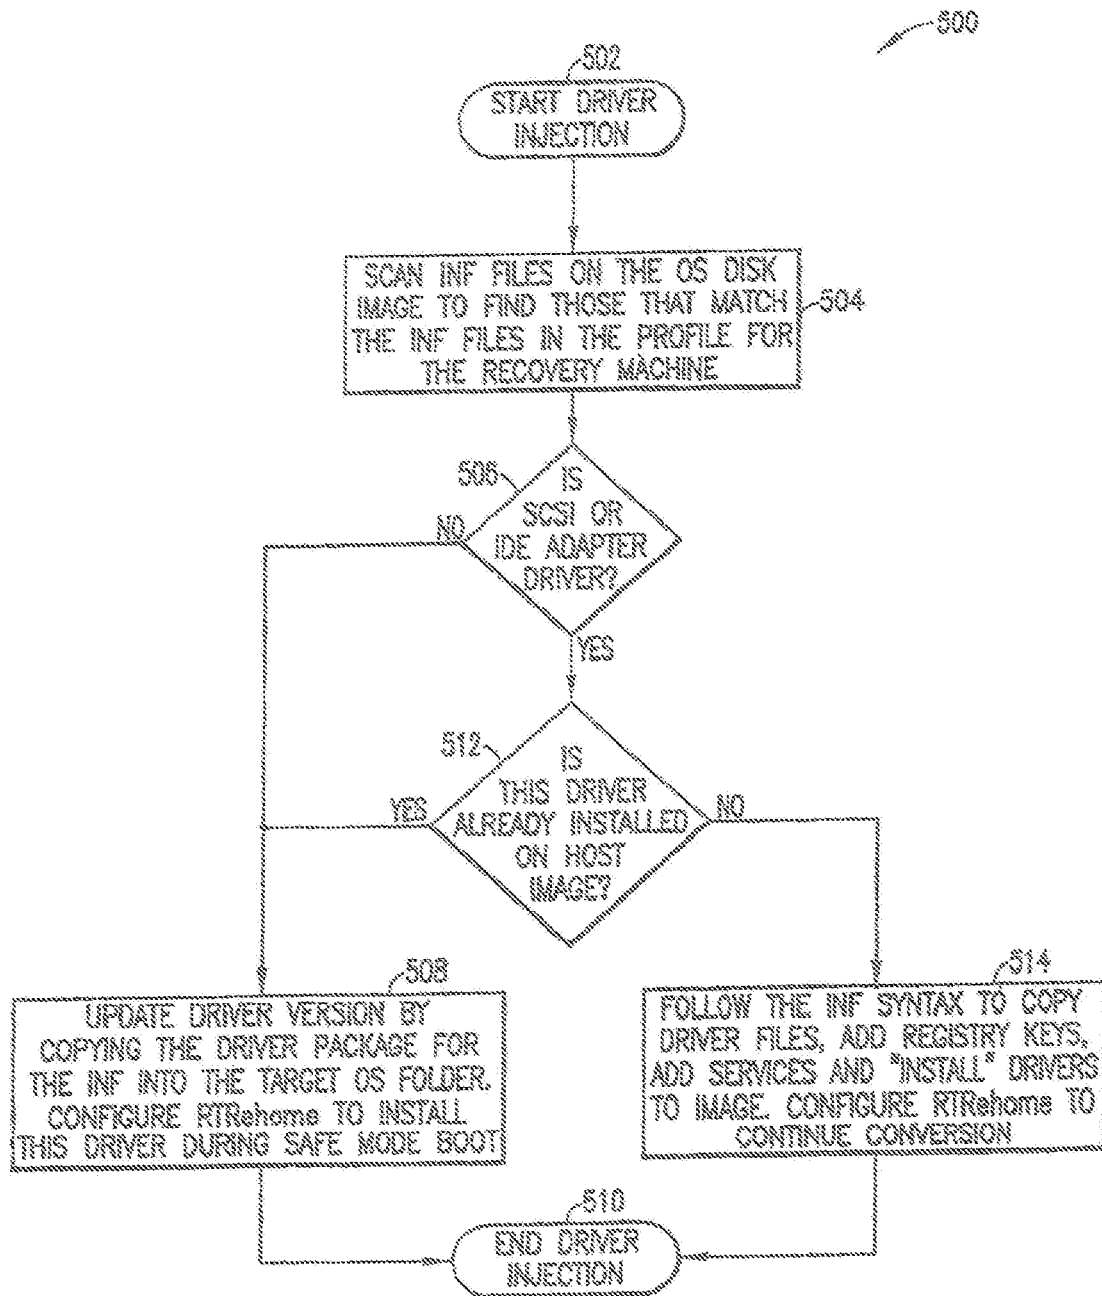 500
502
START DRIVER
INJECTION
SCAN INF FILES ON THE OS DISK
IMAGE TO FIND THOSE THAT MATCH
THE INF FILES IN THE PROFILE FOR
THE RECOVERY MACHINE
504
506
IS
SCSI OR
IDE ADAPTER
DRIVER?
NO
YES
512
IS
THIS DRIVER
ALREADY INSTALLED
ON HOST
IMAGE?
YES
NO
508
UPDATE DRIVER VERSION BY
COPYING THE DRIVER PACKAGE FOR
THE INF INTO THE TARGET OS FOLDER.
CONFIGURE RTRehome TO INSTALL
THIS DRIVER DURING SAFE MODE BOOT
514
FOLLOW THE INF SYNTAX TO COPY
DRIVER FILES, ADD REGISTRY KEYS,
ADD SERVICES AND "INSTALL" DRIVERS
TO IMAGE. CONFIGURE RTRehome TO
CONTINUE CONVERSION
510
END DRIVER
INJECTION